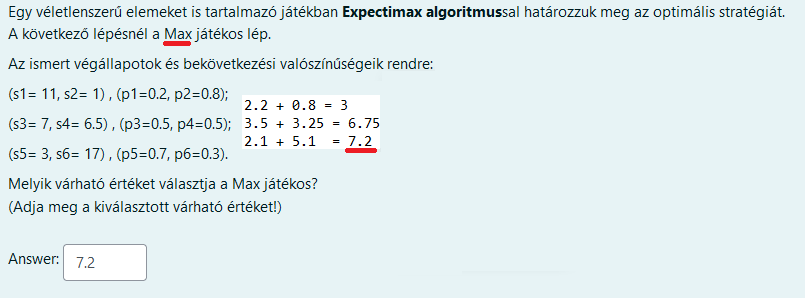 Egy véletlenszerű elemeket is tartalmazó játékban Expectimax algoritmussal határozzuk meg az optimális stratégiát.
A következő lépésnél a Max játékos lép.
Az ismert végállapotok és bekövetkezési valószínűségeik rendre:
(s1= 11, s2= 1) , (p1=0.2, p2=0.8);
2.2 + 0.8 = 3
(s3= 7, s4= 6.5) , (p3=0.5, p4=0.5);
3.5 + 3.25 = 6.75
(s5= 3, s6= 17) , (p5=0.7, p6=0.3).
2.1 + 5.1 = 7.2
Melyik várható értéket választja a Max játékos?
(Adja meg a kiválasztott várható értéket!)
Answer: 7.2